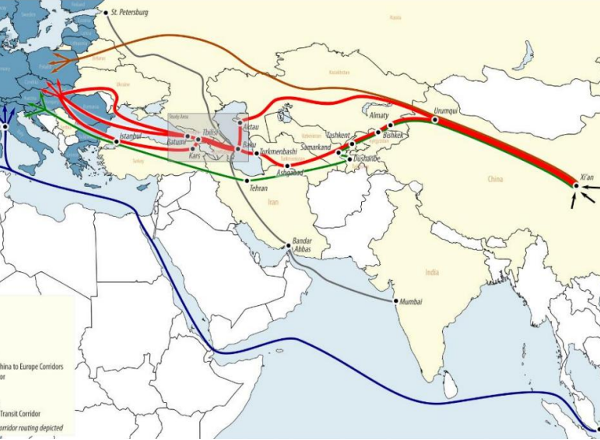 St. Petersburg
Russia
Ukraine
Kazakhstan
Study Area
Aktau
Urumqui
Almaty
Istanbul
Batumi
Tbilisi
Tashkent
Bishkek
Baku
Turkmenbashi
Samarkand
Kars
Turkey
Ashgabad
Dushanbe
Tehran
Xi'an
China
Iran
Bandar
Abbas
India
Mumbai
hina to Europe Corridors
or
Transit Corridor
orridor routing depicted